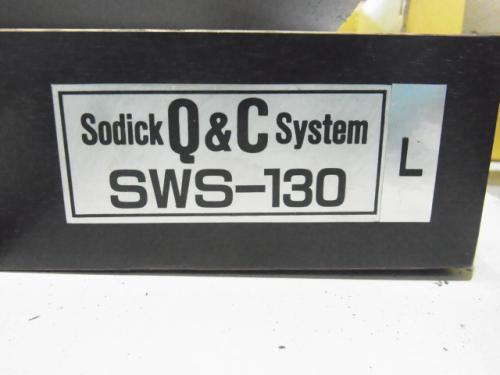 Sodick Q & C System
SWS-130
L